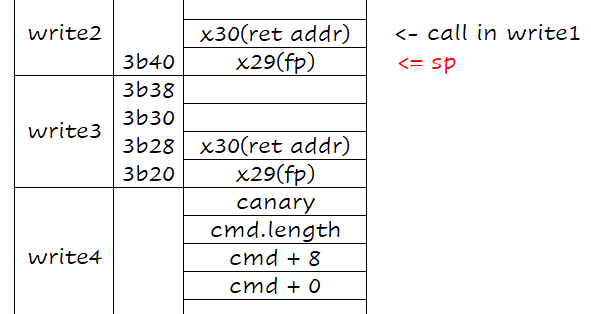 write2 x30(ret addr) <- call in write1
3b40 x29(fp) <= sp
3b38
3b30
write3
3b28 x30(ret addr)
3b20 x29(fp)
canary
cmd.length
write4 cmd + 8
cmd + 0